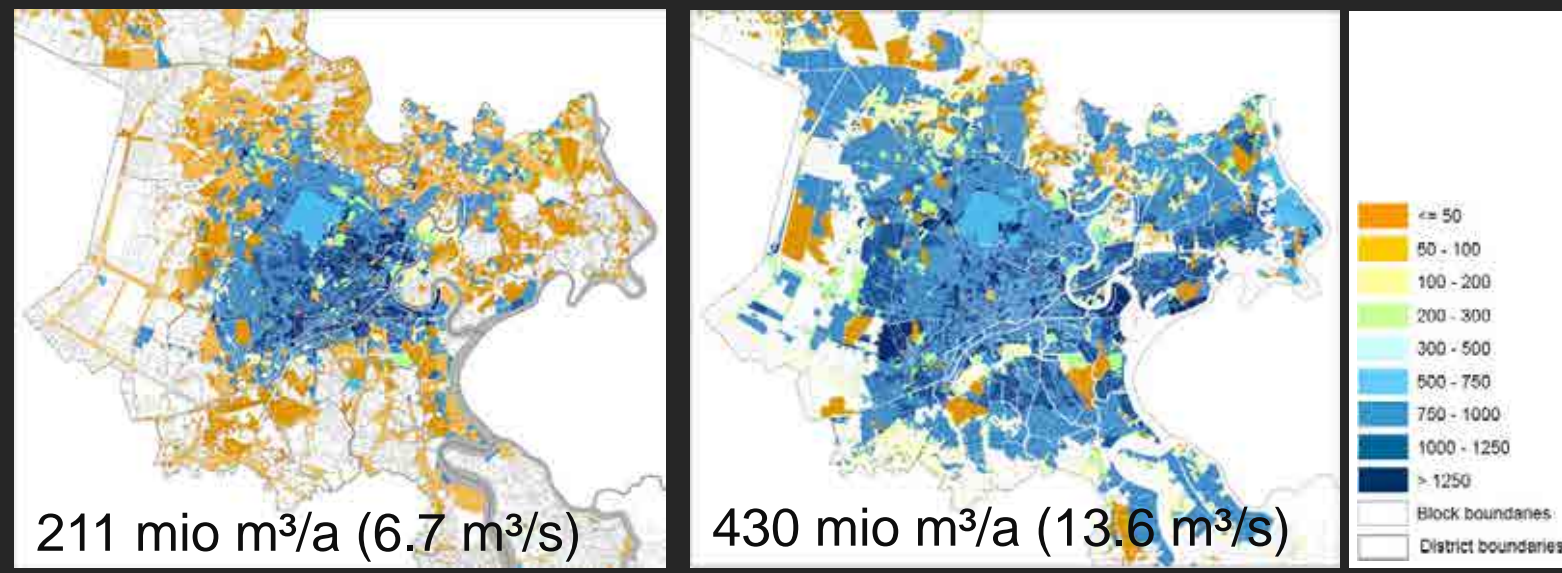 211 mio m³/a (6.7 m³/s)
430 mio m³/a (13.6 m³/s)
<= 50
50 - 100
100 - 200
200 - 300
300 - 500
500 - 750
750 - 1000
1000 - 1250
> 1250
Block boundaries
District boundaries